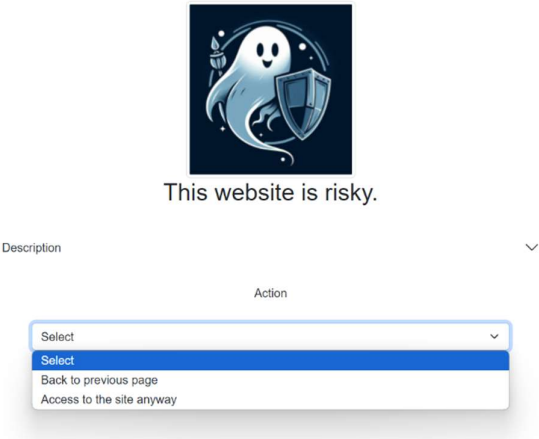 This website is risky.
Description
Action
Select
Select
Back to previous page
Access to the site anyway